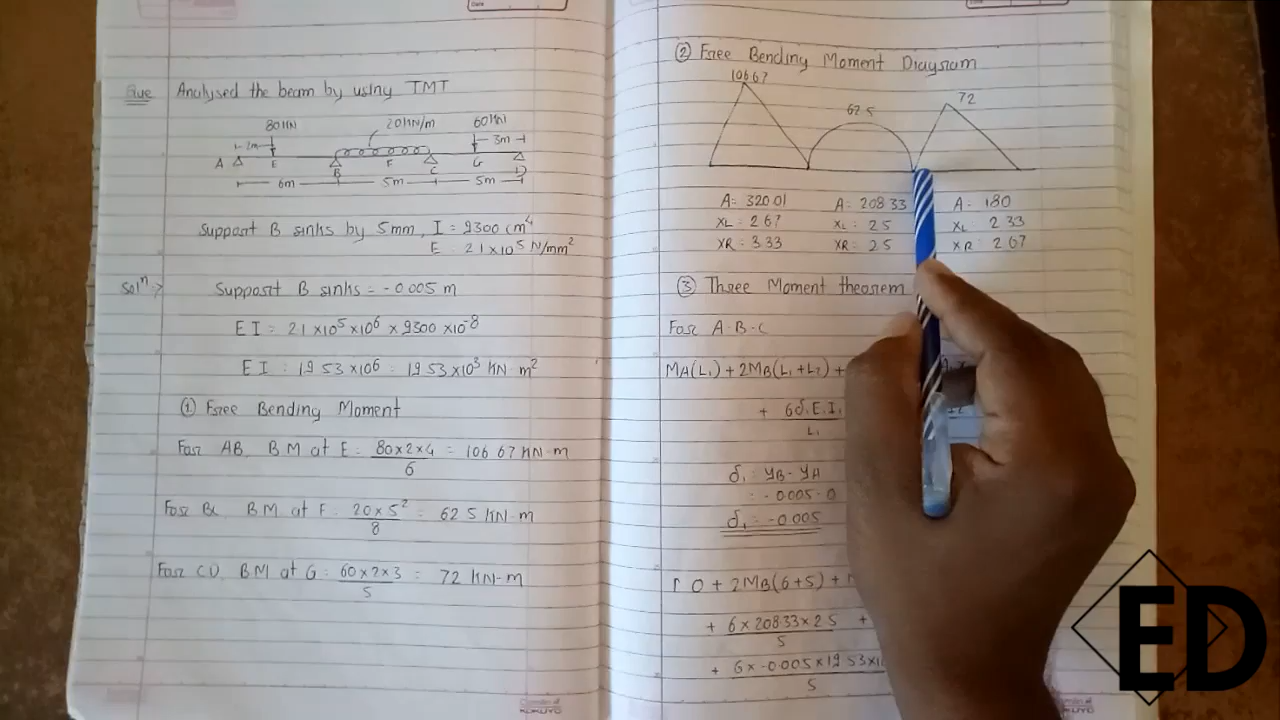 Que Analysed the beam by using TMT
80KN 20KN/m 60KN
2m 3m
A E B F C G D
6m 5m 5m
Support B sinks by 5mm, I = 9300 cm⁴
E = 2.1×10⁵ N/mm²
Solⁿ:> Support B sinks = -0.005 m
EI = 2.1×10⁵×10⁶×9300×10⁻⁸
EI = 19.53×10⁶ = 19.53×10³ KN·m²
① Free Bending Moment
For AB BM at E = 80×2×4/6 = 106.67 KN-m
For BC BM at F = 20×5²/8 = 62.5 KN-m
For CD BM at G = 60×2×3/5 = 72 KN-m
② Free Bending Moment Diagram
106.67 62.5 72
A = 320.01 A = 208.33 A = 180
XL = 2.67 XL = 2.5 XL = 2.33
XR = 3.33 XR = 2.5 XR = 2.67
③ Three Moment theorem
For A-B-C
MA(L₁) + 2MB(L₁+L₂) +
+ 6δ₁E.I₁/L₁
δ₁ = yB - yA
= -0.005-0
δ₁ = -0.005
0 + 2MB(6+5) +
+ 6×208.33×2.5/5 +
+ 6×-0.005×19.53×10/5
ED